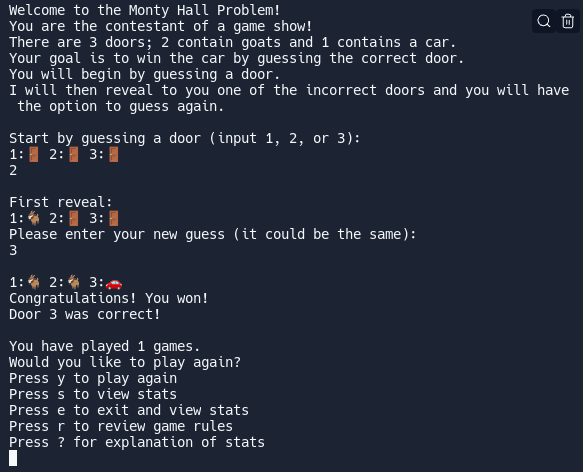 Welcome to the Monty Hall Problem!
You are the contestant of a game show!
There are 3 doors; 2 contain goats and 1 contains a car.
Your goal is to win the car by guessing the correct door.
You will begin by guessing a door.
I will then reveal to you one of the incorrect doors and you will have
 the option to guess again.
Start by guessing a door (input 1, 2, or 3):
1:🚪 2:🚪 3:🚪
2
First reveal:
1:🐐 2:🚪 3:🚪
Please enter your new guess (it could be the same):
3
1:🐐 2:🐐 3:🚗
Congratulations! You won!
Door 3 was correct!
You have played 1 games.
Would you like to play again?
Press y to play again
Press s to view stats
Press e to exit and view stats
Press r to review game rules
Press ? for explanation of stats